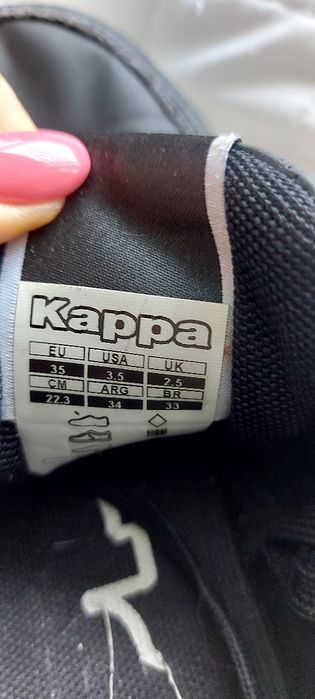 Kappa
EU USA UK
35 3.5 2.5
CM ARG BR
22.3 34 33